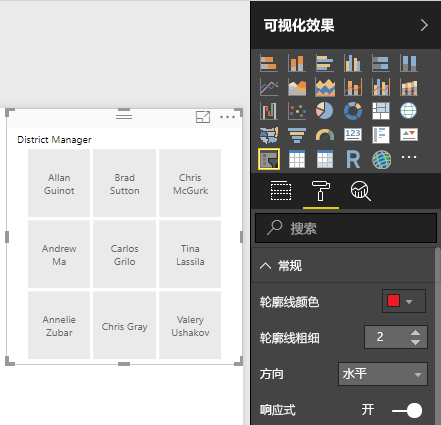 可视化效果
District Manager
Allan
Guinot
Brad
Sutton
Chris
McGurk
Andrew
Ma
Carlos
Grilo
Tina
Lassila
Annelie
Zubar
Chris Gray
Valery
Ushakov
123
R
搜索
常规
轮廓线颜色
轮廓线粗细
2
方向
水平
响应式
开